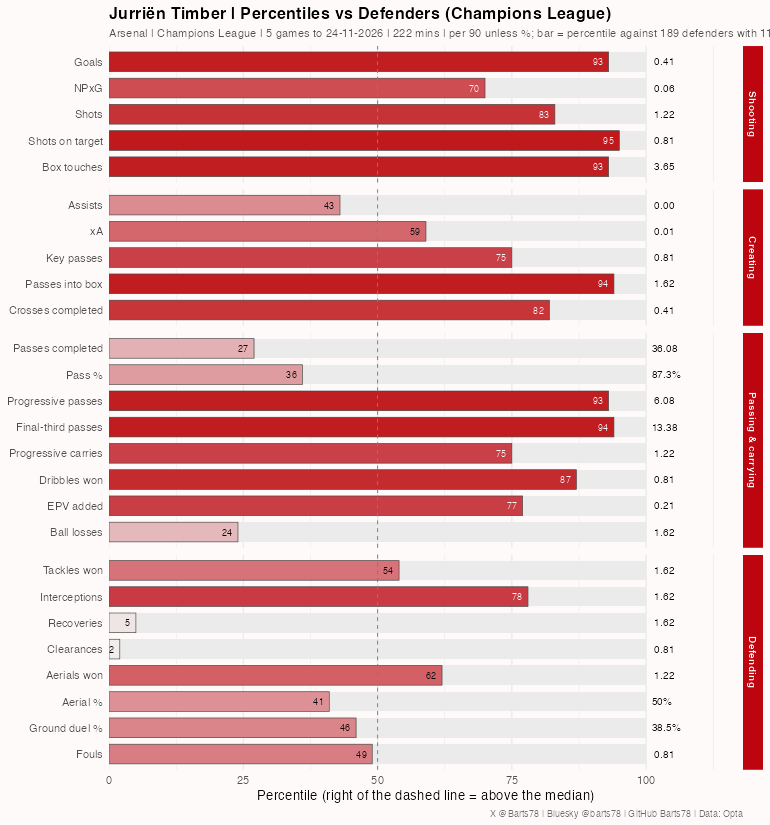 Jurriën Timber | Percentiles vs Defenders (Champions League)
Arsenal | Champions League | 5 games to 24-11-2026 | 222 mins | per 90 unless %; bar = percentile against 189 defenders with 11
Goals 93 0.41
NPxG 70 0.06
Shots 83 1.22
Shots on target 95 0.81
Box touches 93 3.65
Shooting
Assists 43 0.00
xA 59 0.01
Key passes 75 0.81
Passes into box 94 1.62
Crosses completed 82 0.41
Creating
Passes completed 27 36.08
Pass % 36 87.3%
Progressive passes 93 6.08
Final-third passes 94 13.38
Progressive carries 75 1.22
Dribbles won 87 0.81
EPV added 77 0.21
Ball losses 24 1.62
Passing & carrying
Tackles won 54 1.62
Interceptions 78 1.62
Recoveries 5 1.62
Clearances 2 0.81
Aerials won 62 1.22
Aerial % 41 50%
Ground duel % 46 38.5%
Fouls 49 0.81
Defending
0 25 50 75 100
Percentile (right of the dashed line = above the median)
X @Barts78 | Bluesky @barts78 | GitHub Barts78 | Data: Opta